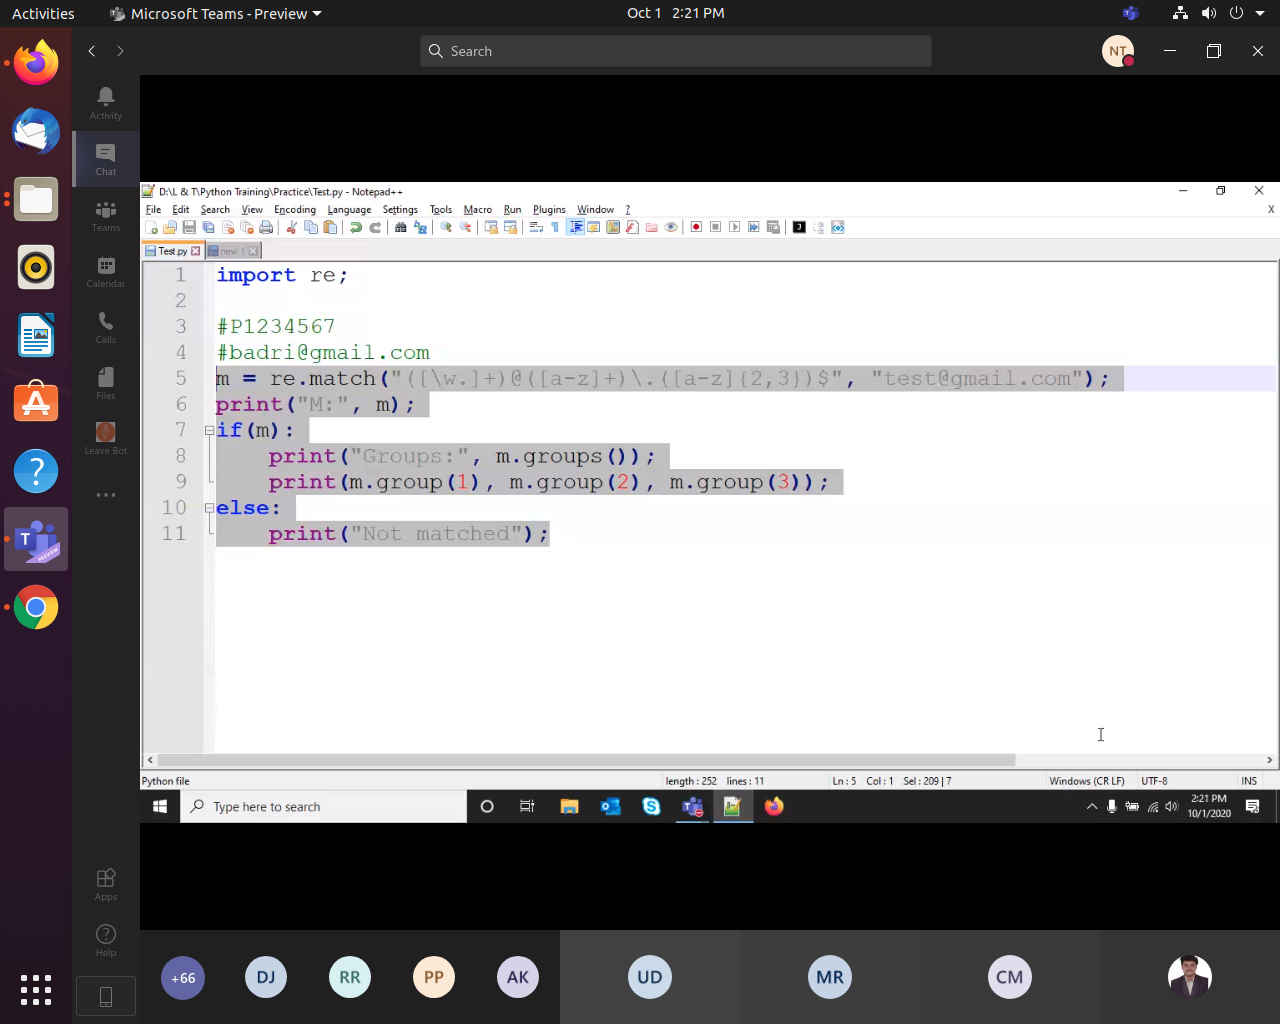 Activities
Microsoft Teams - Preview
Oct 1 2:21 PM
Search
NT
Activity
Chat
Teams
Calendar
Calls
Files
Leave Bot
Apps
Help
D:\L & T\Python Training\Practice\Test.py - Notepad++
File Edit Search View Encoding Language Settings Tools Macro Run Plugins Window ?
X
Test.py new 1
1 import re;
2
3 #P1234567
4 #badri@gmail.com
5 m = re.match("([\w.]+)@([a-z]+)\.([a-z]{2,3})$", "test@gmail.com");
6 print("M:", m);
7 if(m):
8 print("Groups:", m.groups());
9 print(m.group(1), m.group(2), m.group(3));
10 else:
11 print("Not matched");
Python file length : 252 lines : 11 Ln : 5 Col : 1 Sel : 209 | 7 Windows (CR LF) UTF-8 INS
Type here to search
2:21 PM
10/1/2020
+66 DJ RR PP AK UD MR CM
T
PREVIEW